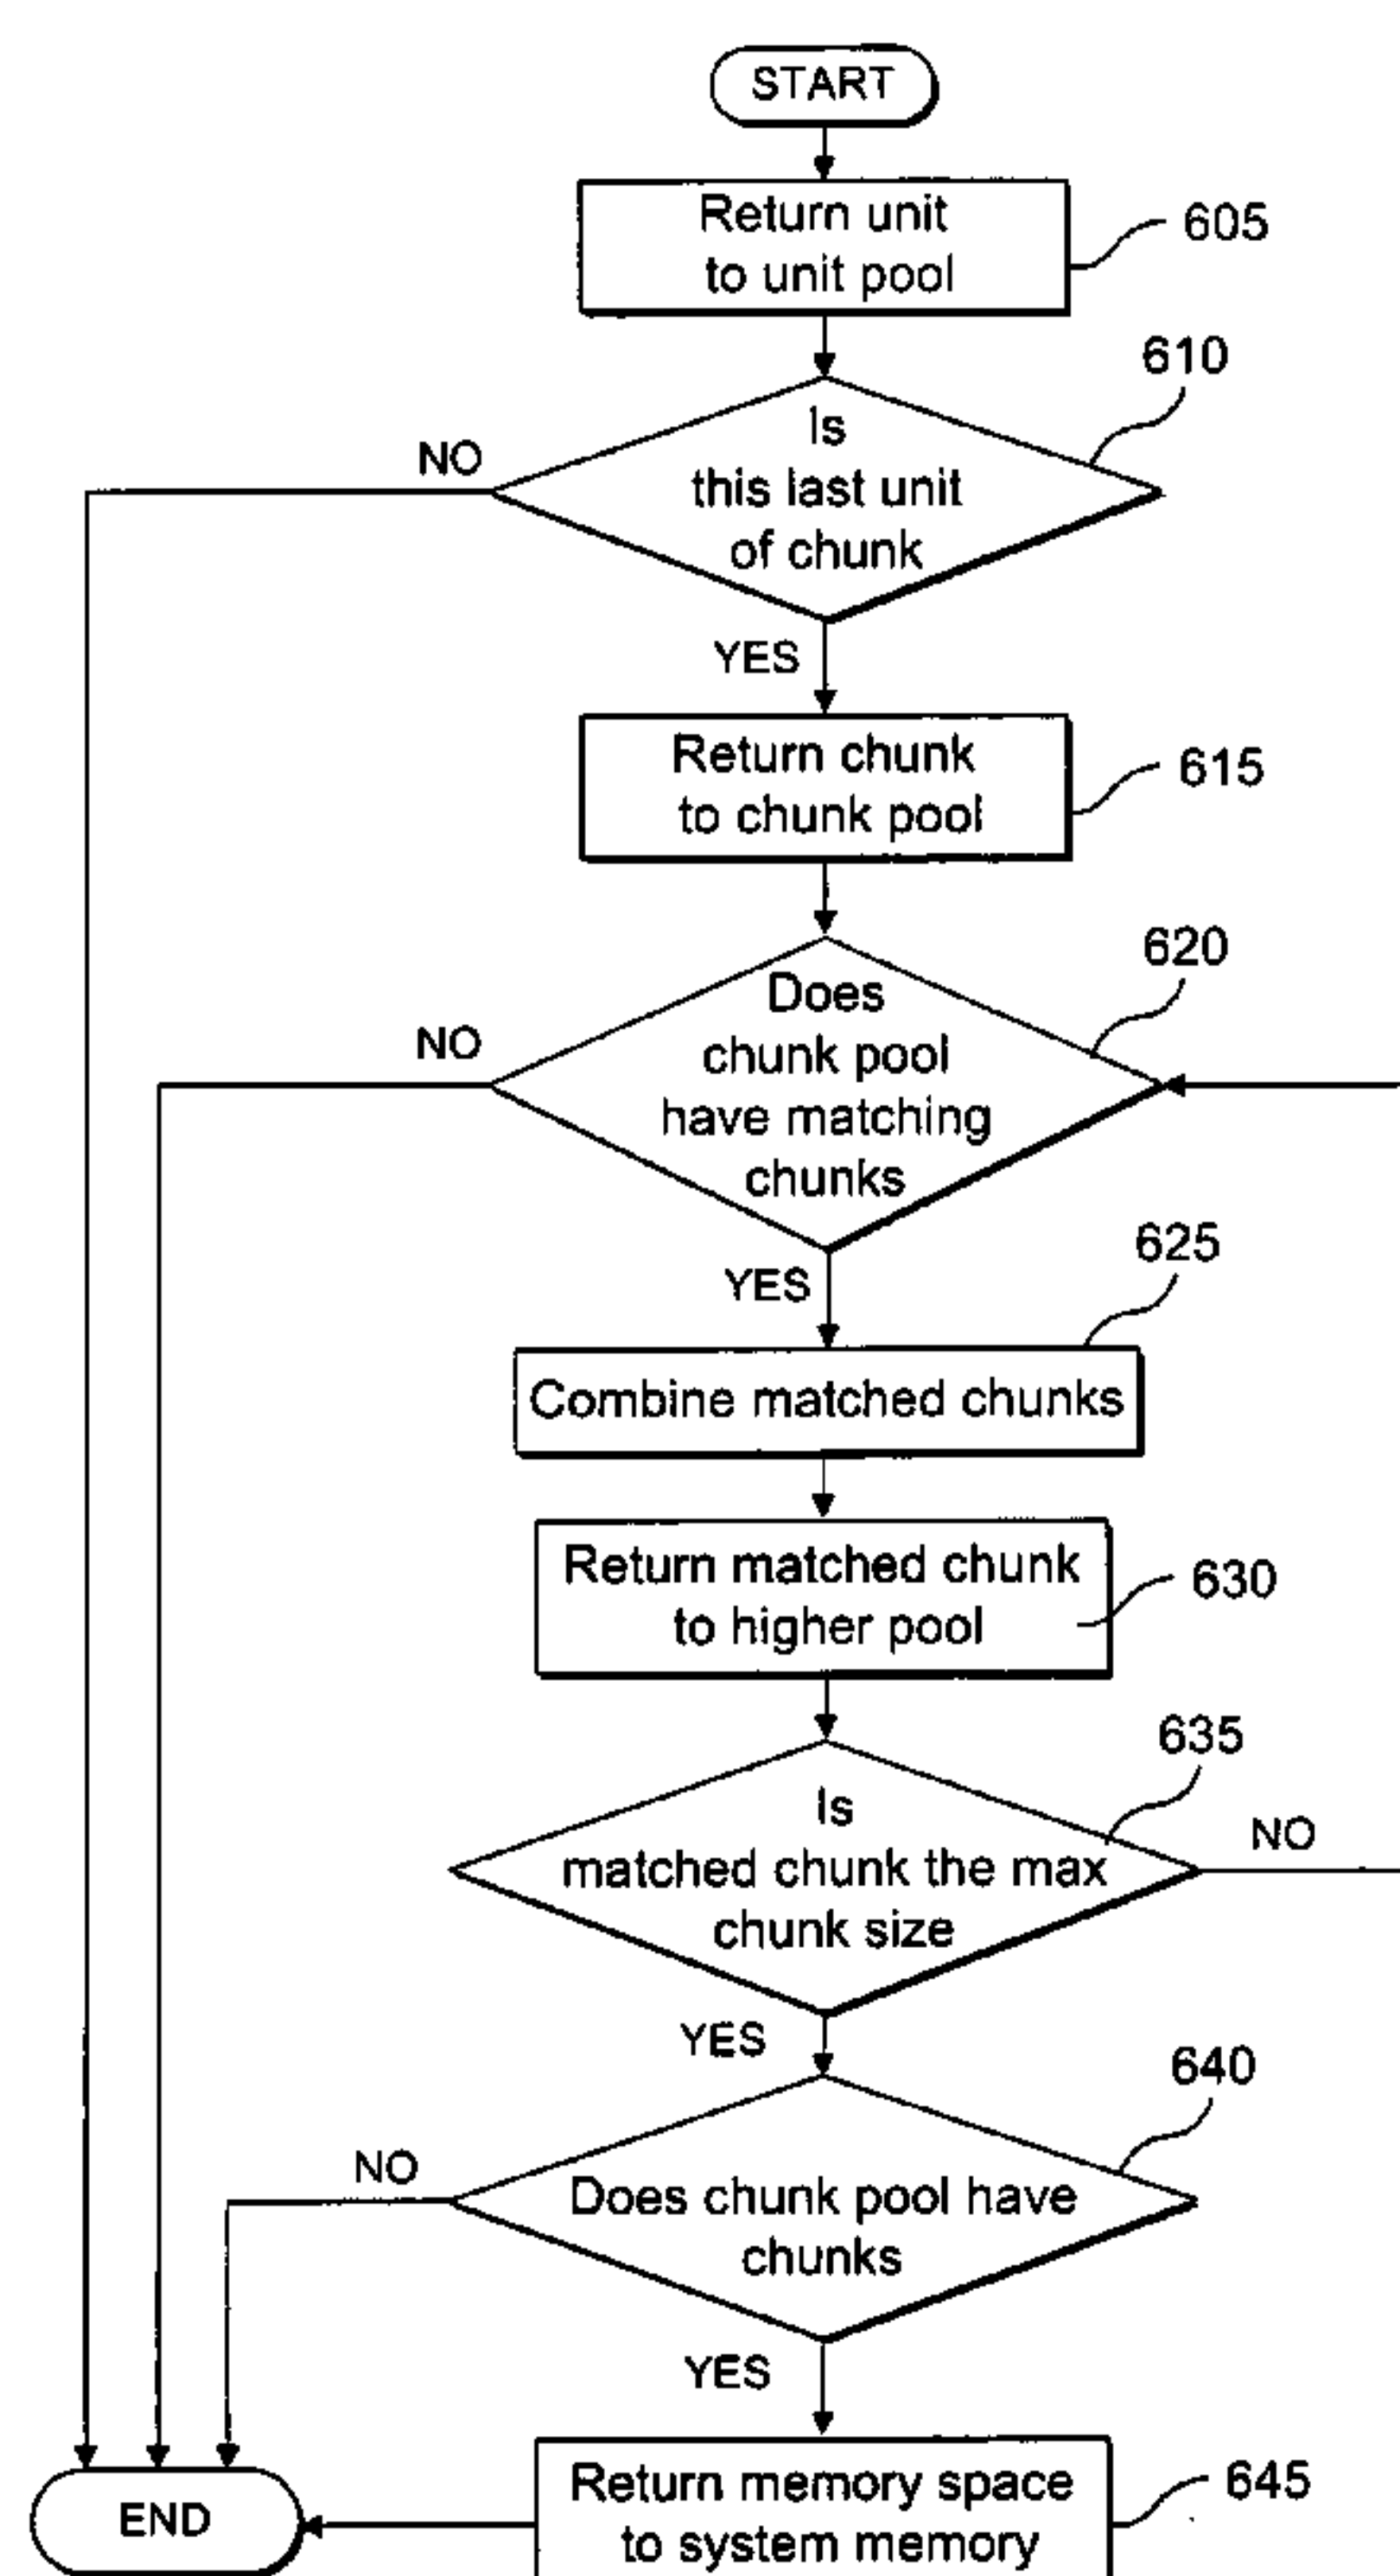 START
Return unit
to unit pool
605
610
Is
this last unit
of chunk
NO
YES
Return chunk
to chunk pool
615
620
Does
chunk pool
have matching
chunks
NO
YES
625
Combine matched chunks
Return matched chunk
to higher pool
630
635
Is
matched chunk the max
chunk size
NO
YES
640
NO
Does chunk pool have
chunks
YES
Return memory space
to system memory
645
END